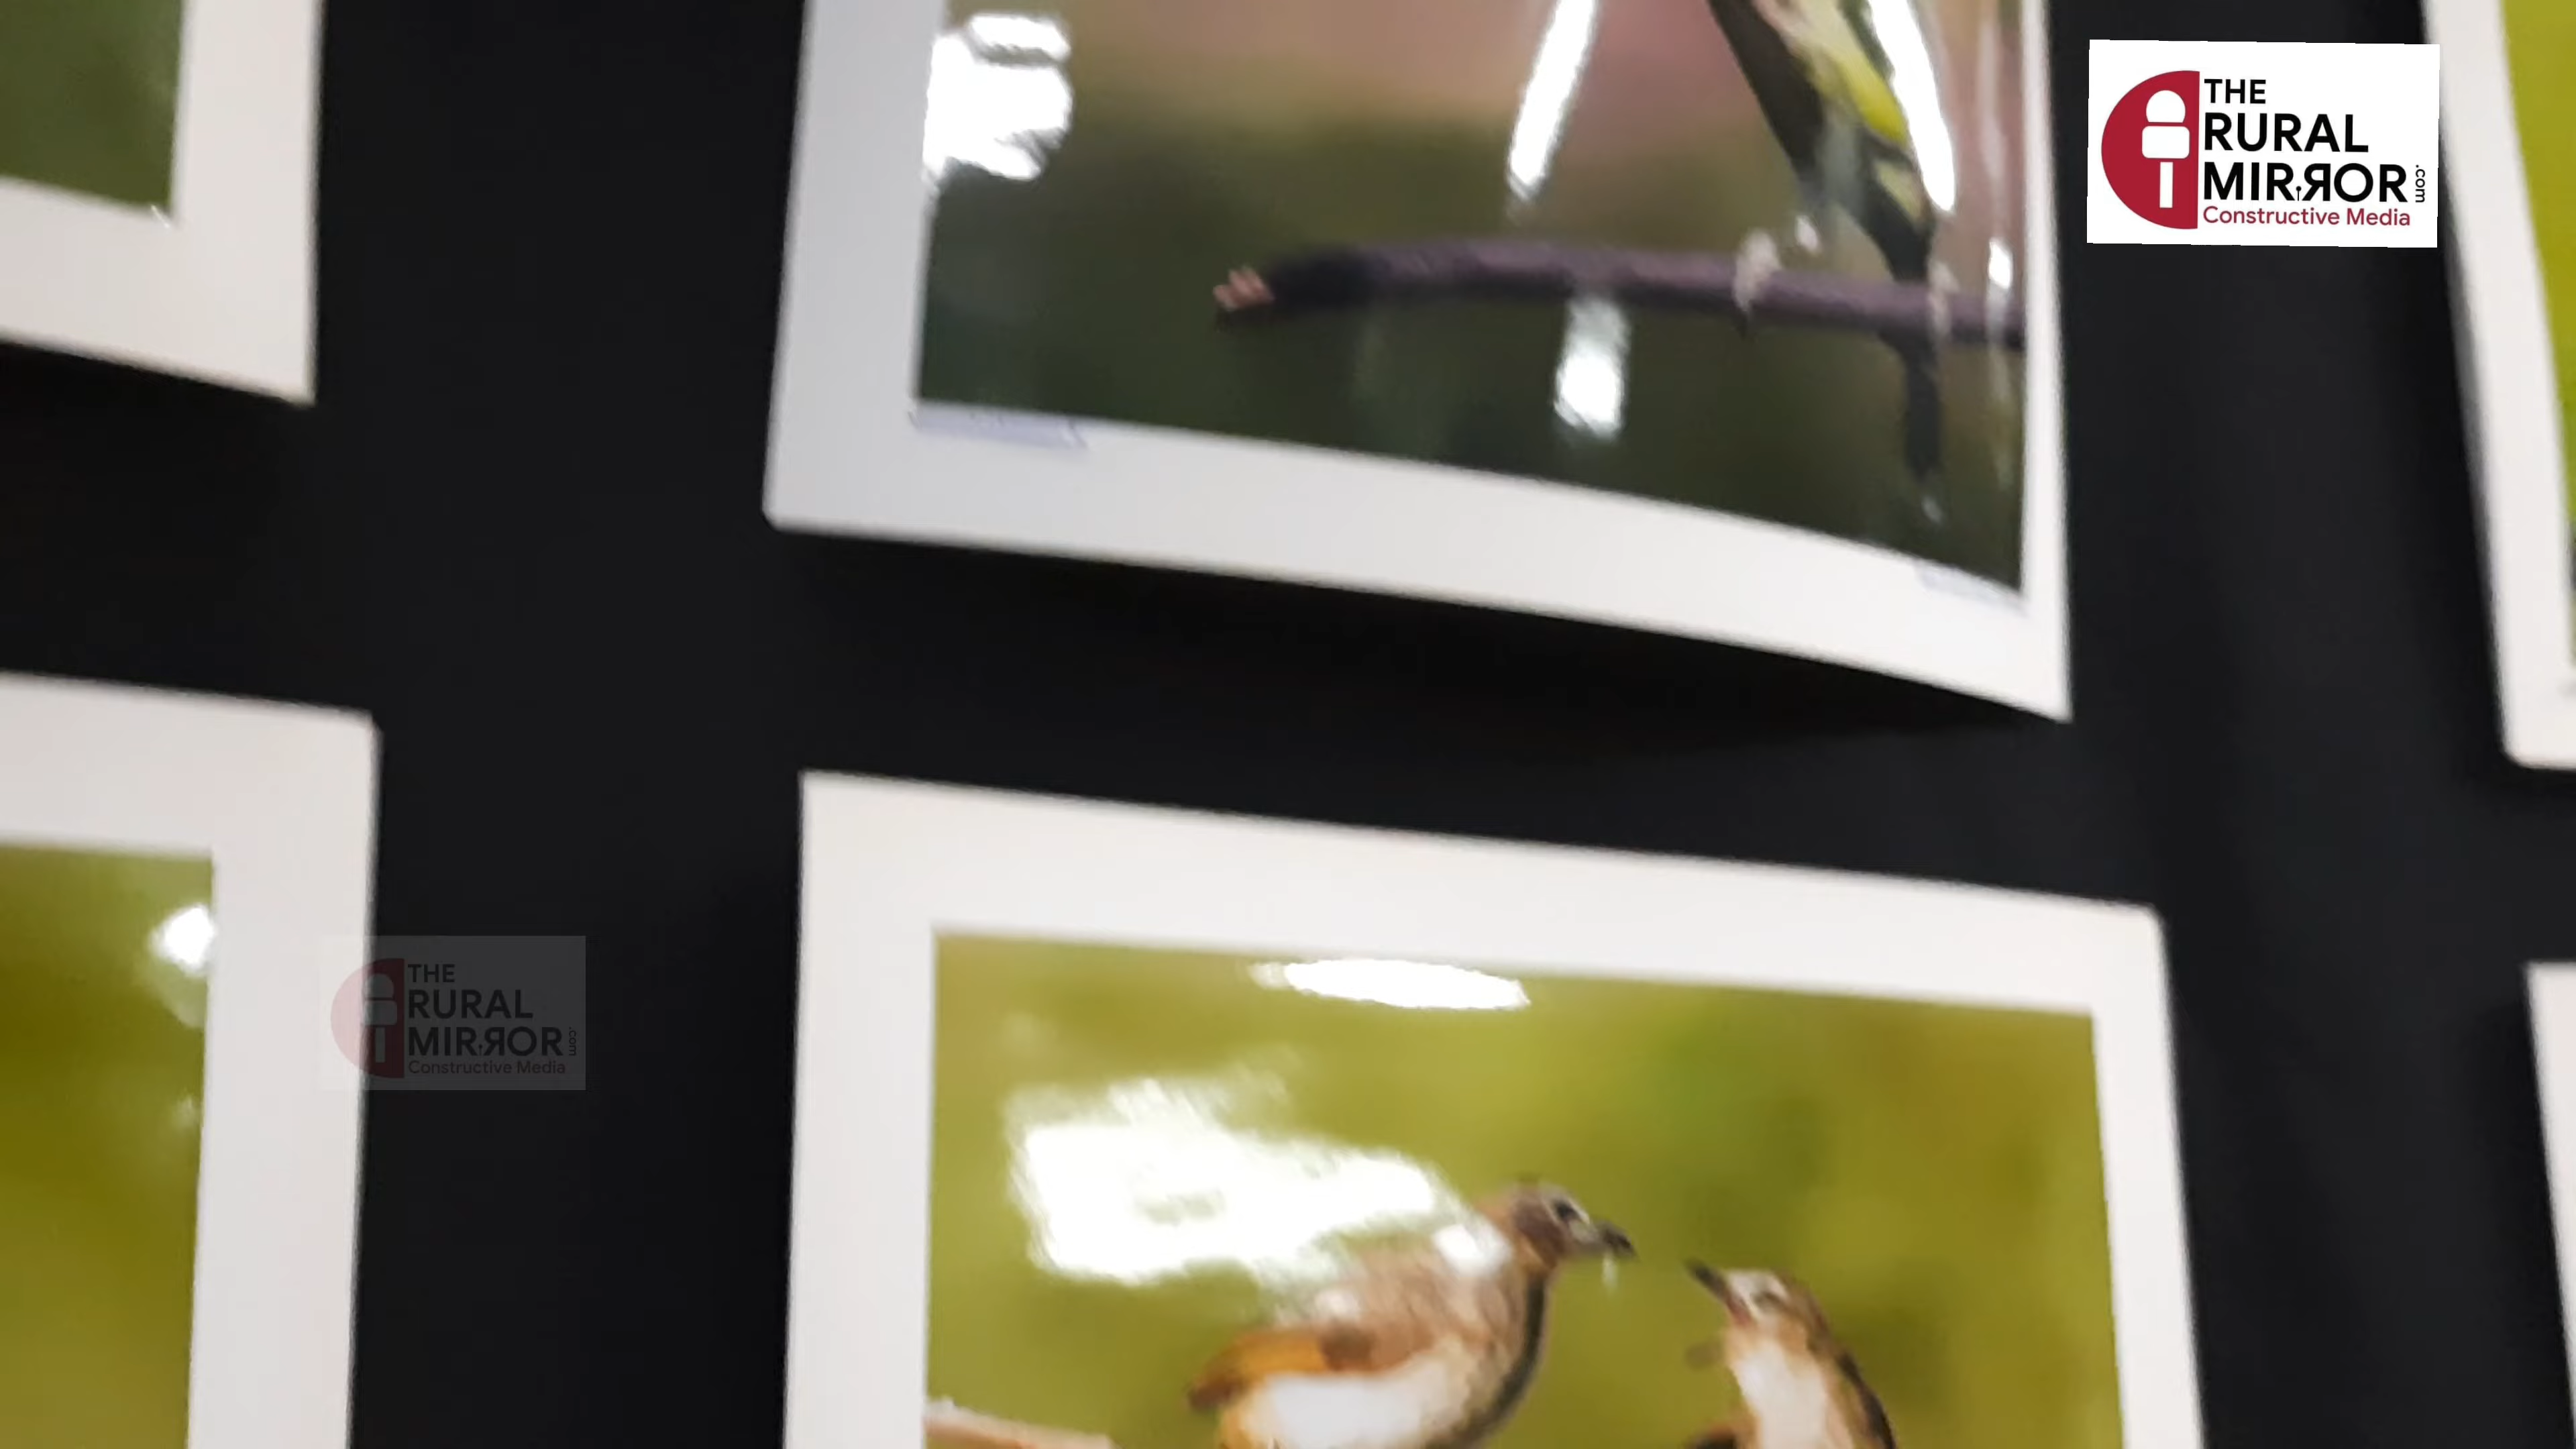 THE
RURAL
MIRЯOR.com
Constructive Media
THE
RURAL
MIRЯOR.com
Constructive Media